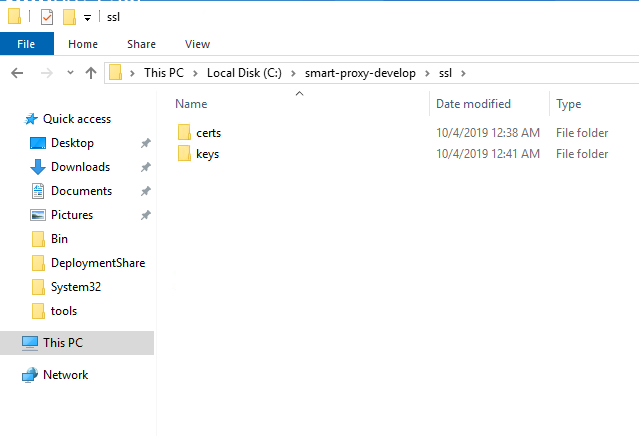 ssl
File Home Share View
This PC Local Disk (C:) smart-proxy-develop ssl
Name Date modified Type
Quick access
certs 10/4/2019 12:38 AM File folder
Desktop
keys 10/4/2019 12:41 AM File folder
Downloads
Documents
Pictures
Bin
DeploymentShare
System32
tools
This PC
Network